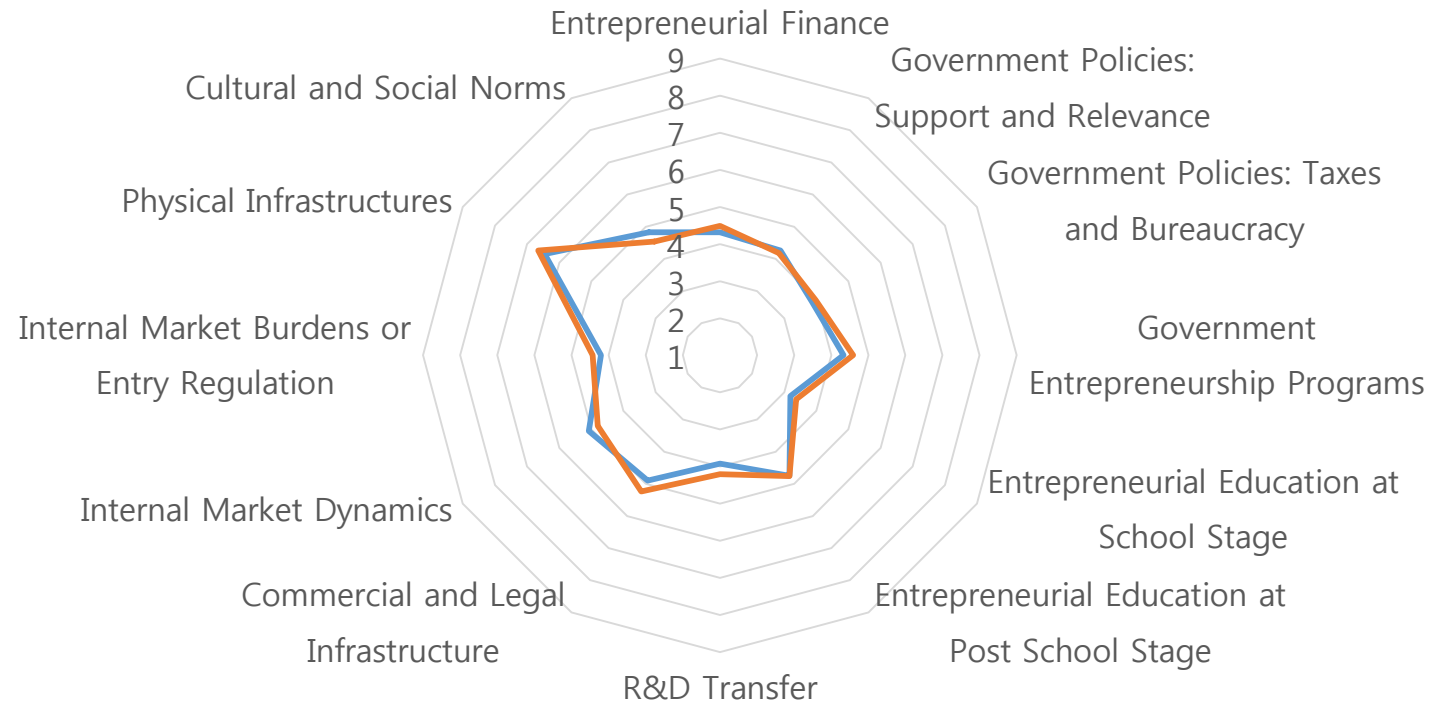 Entrepreneurial Finance
Government Policies:
Support and Relevance
Government Policies: Taxes
and Bureaucracy
Government
Entrepreneurship Programs
Entrepreneurial Education at
School Stage
Entrepreneurial Education at
Post School Stage
R&D Transfer
Commercial and Legal
Infrastructure
Internal Market Dynamics
Internal Market Burdens or
Entry Regulation
Physical Infrastructures
Cultural and Social Norms
9
8
7
6
5
4
3
2
1